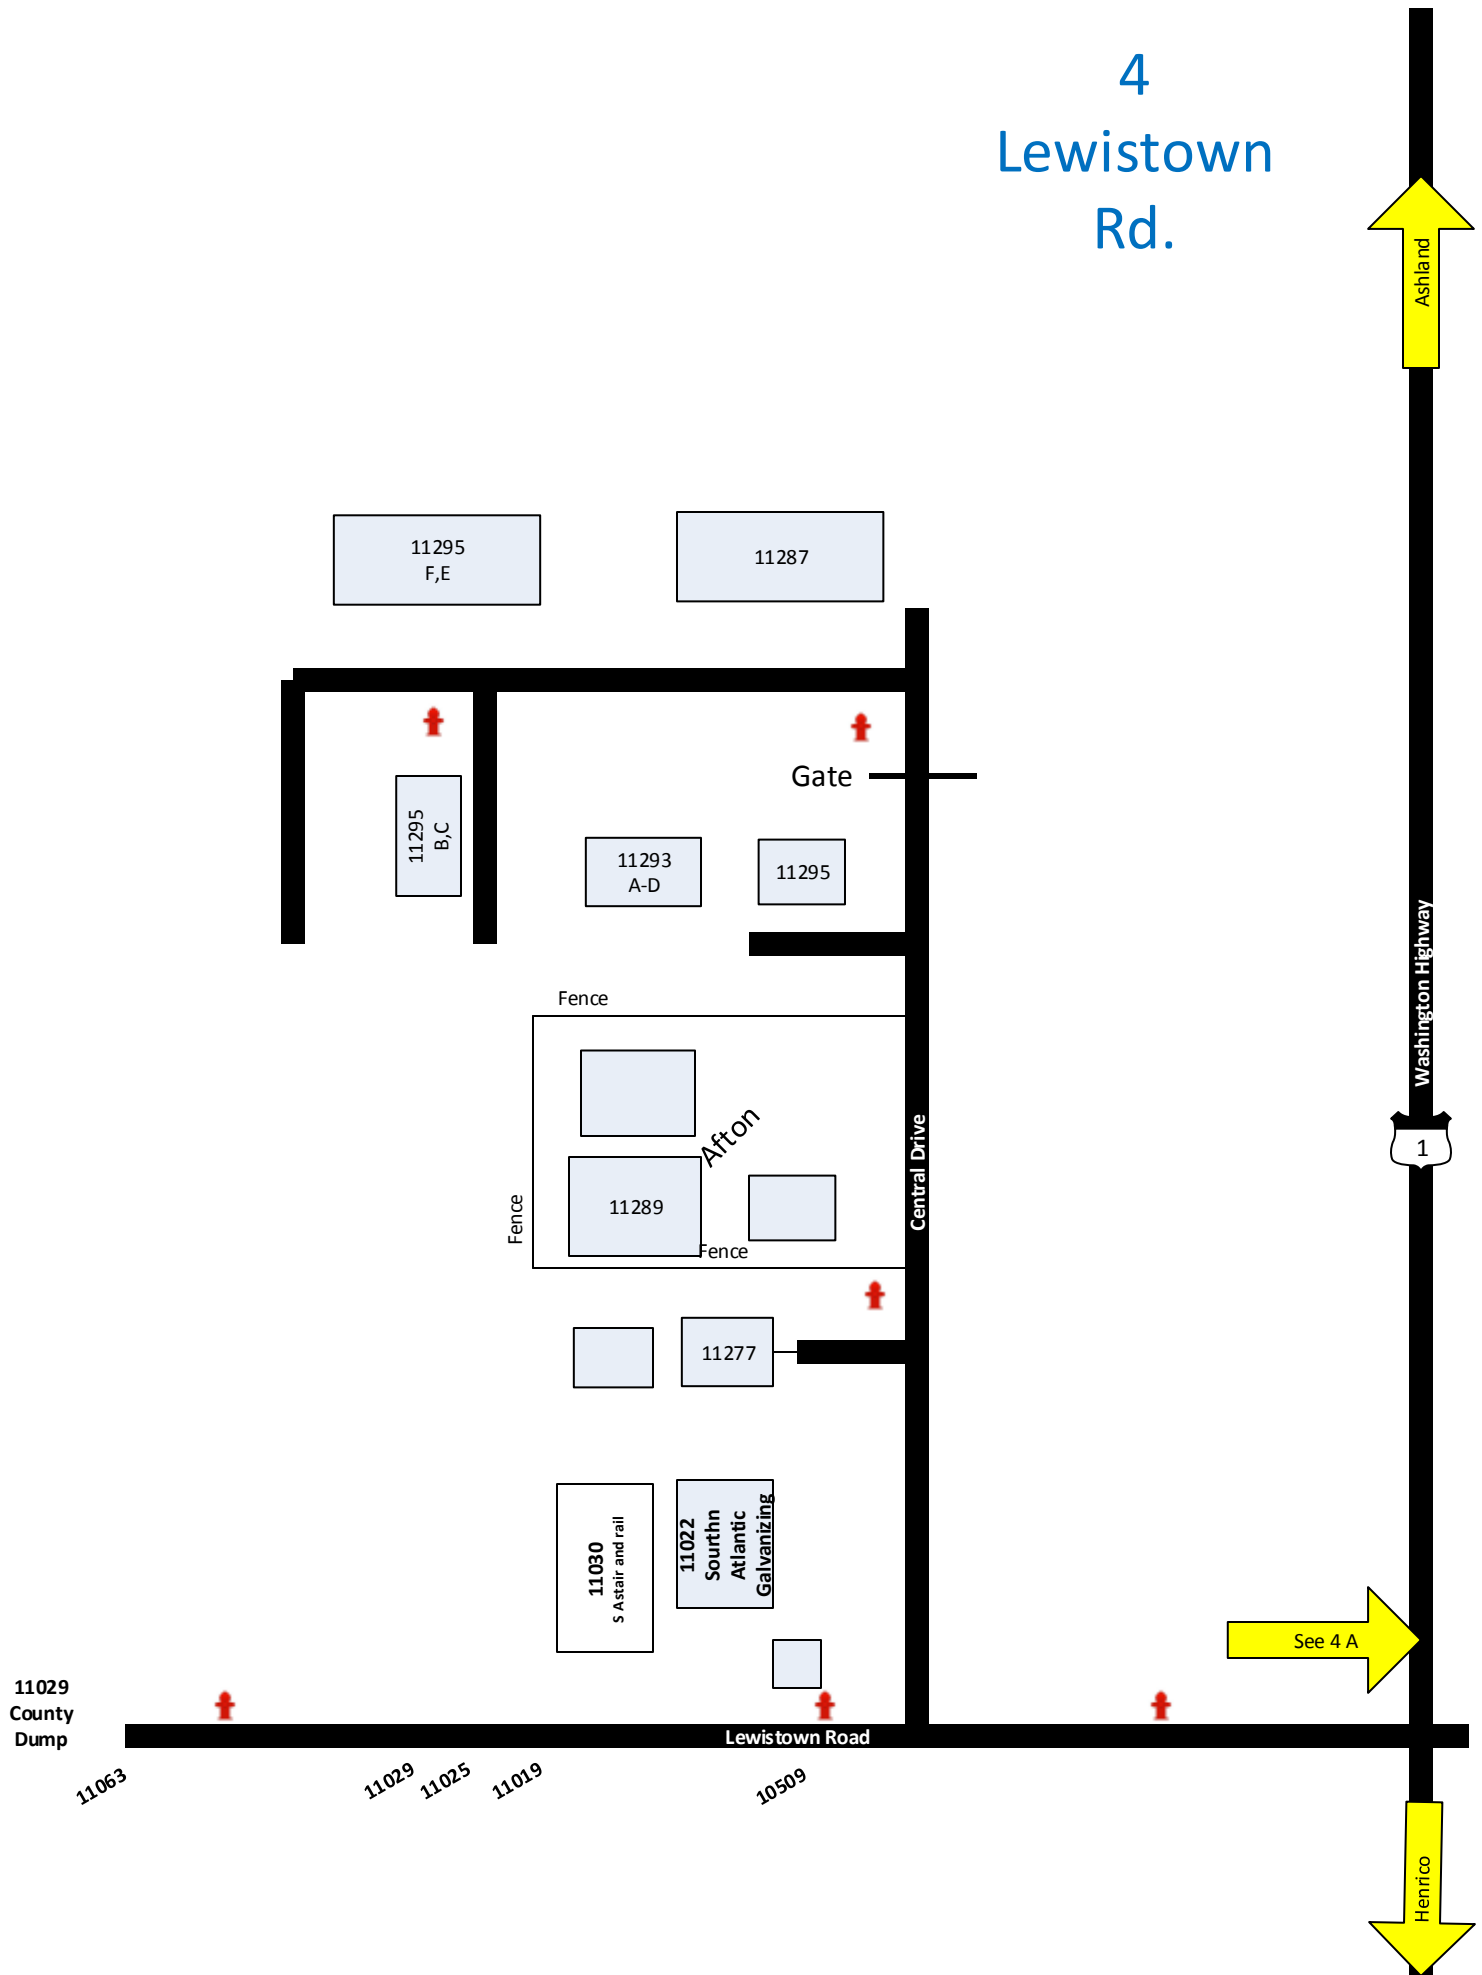 4
Lewistown
Rd.
Ashland
11295
F,E
11287
Gate
11295
B,C
11293
A-D
11295
Washington Highway
Fence
Afton
Central Drive
1
11289
Fence
Fence
11277
11030
S Astair and rail
11022
Sourthn
Atlantic
Galvanizing
See 4 A
11029
County
Dump
Lewistown Road
11063
11029
11025
11019
10509
Henrico